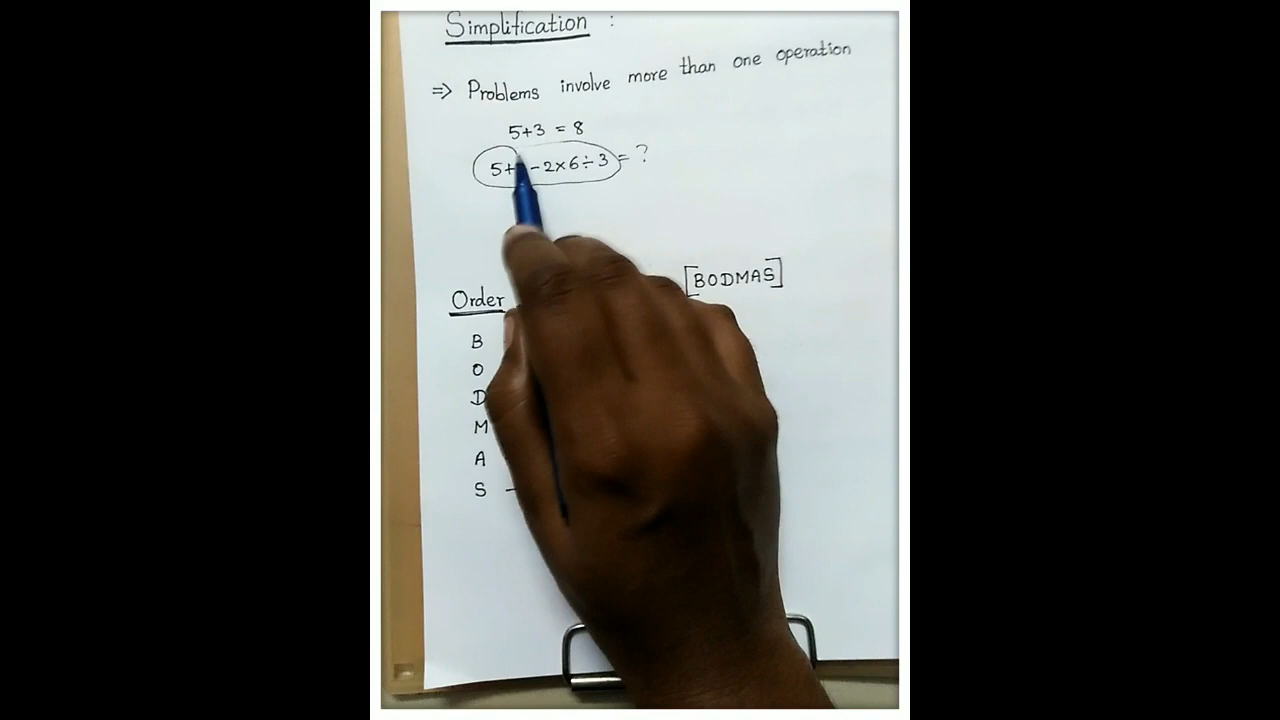 Simplification :
⇒ Problems involve more than one operation
5+3 = 8
5+ -2×6÷3 = ?
Order [BODMAS]
B
O
D
M
A
S -